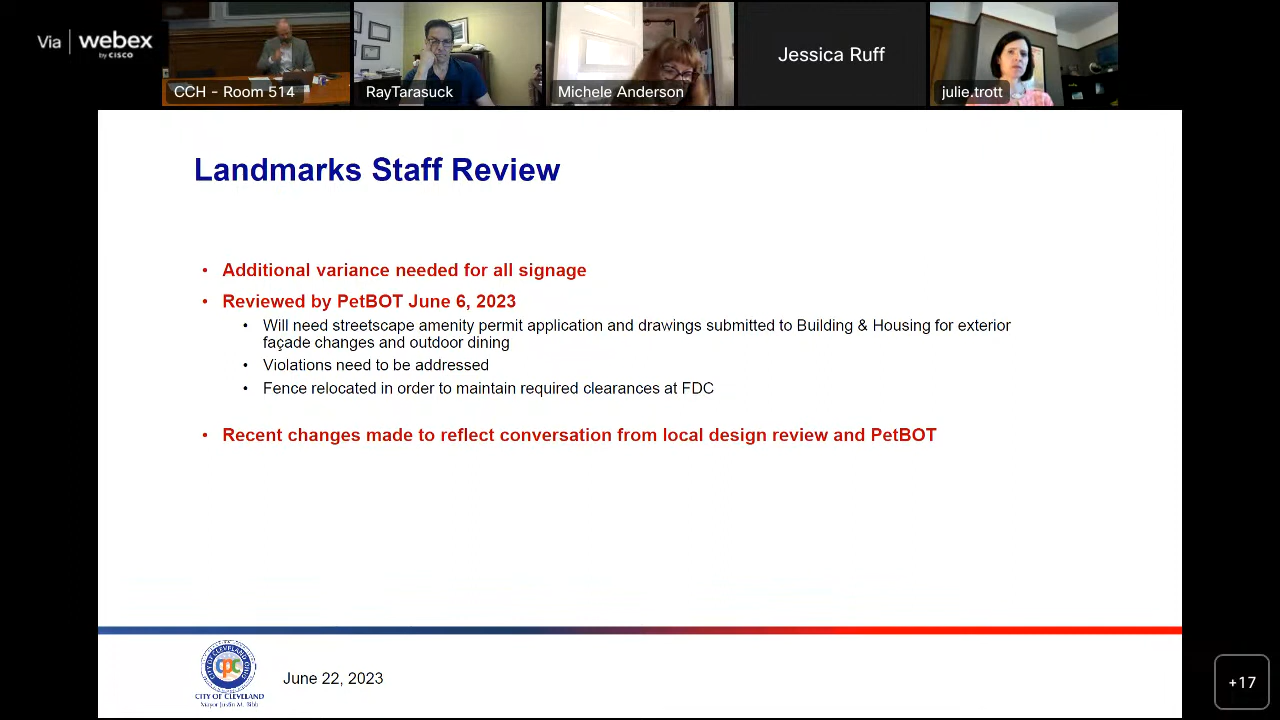 Via | webex
by CISCO
CCH - Room 514
RayTarasuck
Michele Anderson
Jessica Ruff
julie.trott
Landmarks Staff Review
• Additional variance needed for all signage
• Reviewed by PetBOT June 6, 2023
• Will need streetscape amenity permit application and drawings submitted to Building & Housing for exterior
façade changes and outdoor dining
• Violations need to be addressed
• Fence relocated in order to maintain required clearances at FDC
• Recent changes made to reflect conversation from local design review and PetBOT
cpc
CITY OF CLEVELAND
Mayor Justin M. Bibb
June 22, 2023
+17